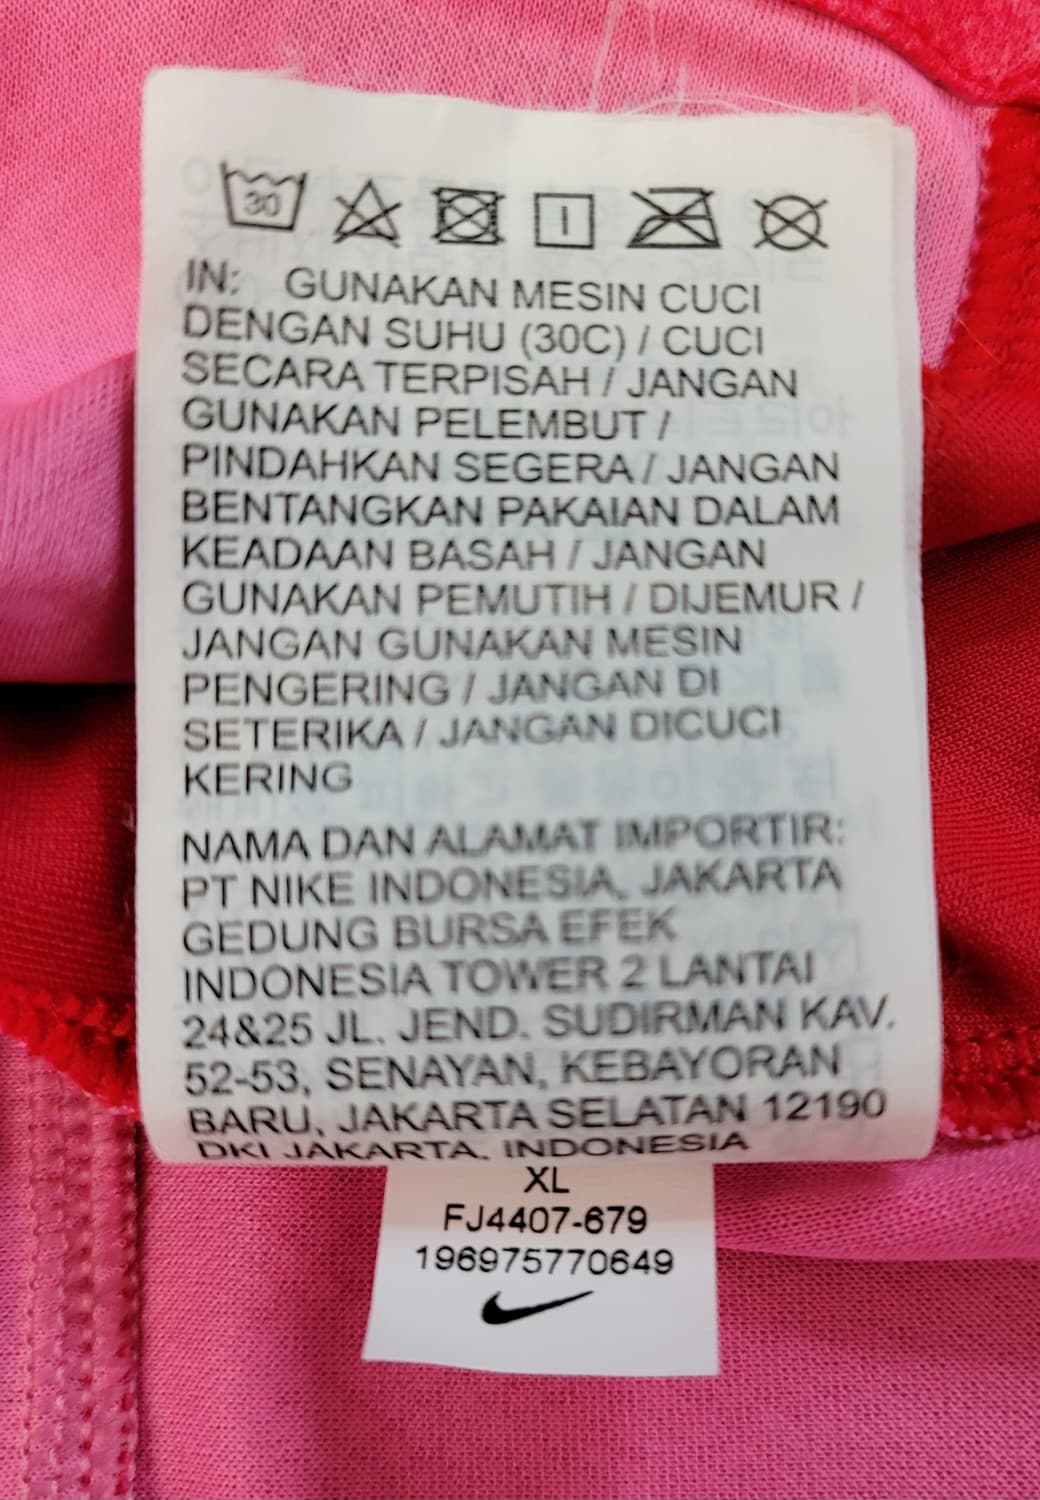 30
IN: GUNAKAN MESIN CUCI
DENGAN SUHU (30C) / CUCI
SECARA TERPISAH / JANGAN
GUNAKAN PELEMBUT /
PINDAHKAN SEGERA / JANGAN
BENTANGKAN PAKAIAN DALAM
KEADAAN BASAH / JANGAN
GUNAKAN PEMUTIH / DIJEMUR /
JANGAN GUNAKAN MESIN
PENGERING / JANGAN DI
SETERIKA / JANGAN DICUCI
KERING
NAMA DAN ALAMAT IMPORTIR:
PT NIKE INDONESIA, JAKARTA
GEDUNG BURSA EFEK
INDONESIA TOWER 2 LANTAI
24&25 JL. JEND. SUDIRMAN KAV.
52-53, SENAYAN, KEBAYORAN
BARU, JAKARTA SELATAN 12190
DKI JAKARTA, INDONESIA
XL
FJ4407-679
196975770649